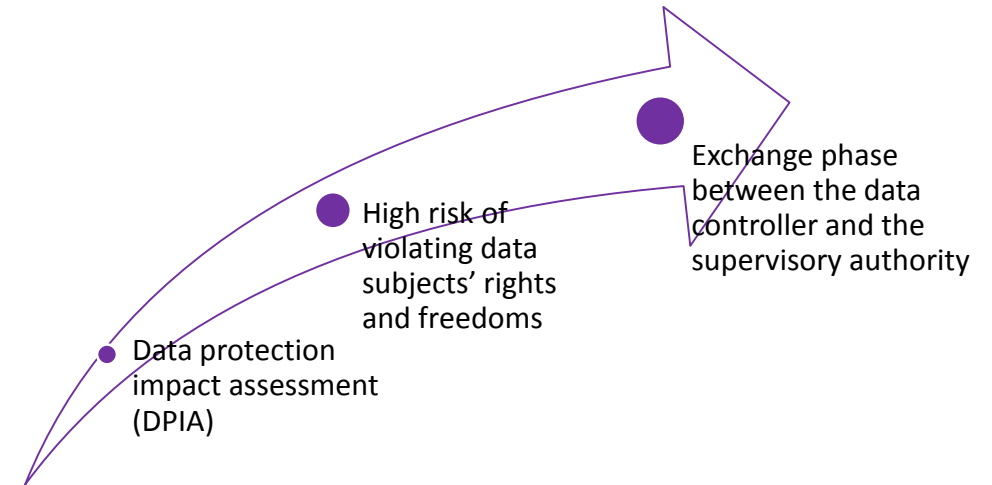 Data protection
impact assessment
(DPIA)
High risk of
violating data
subjects’ rights
and freedoms
Exchange phase
between the data
controller and the
supervisory authority